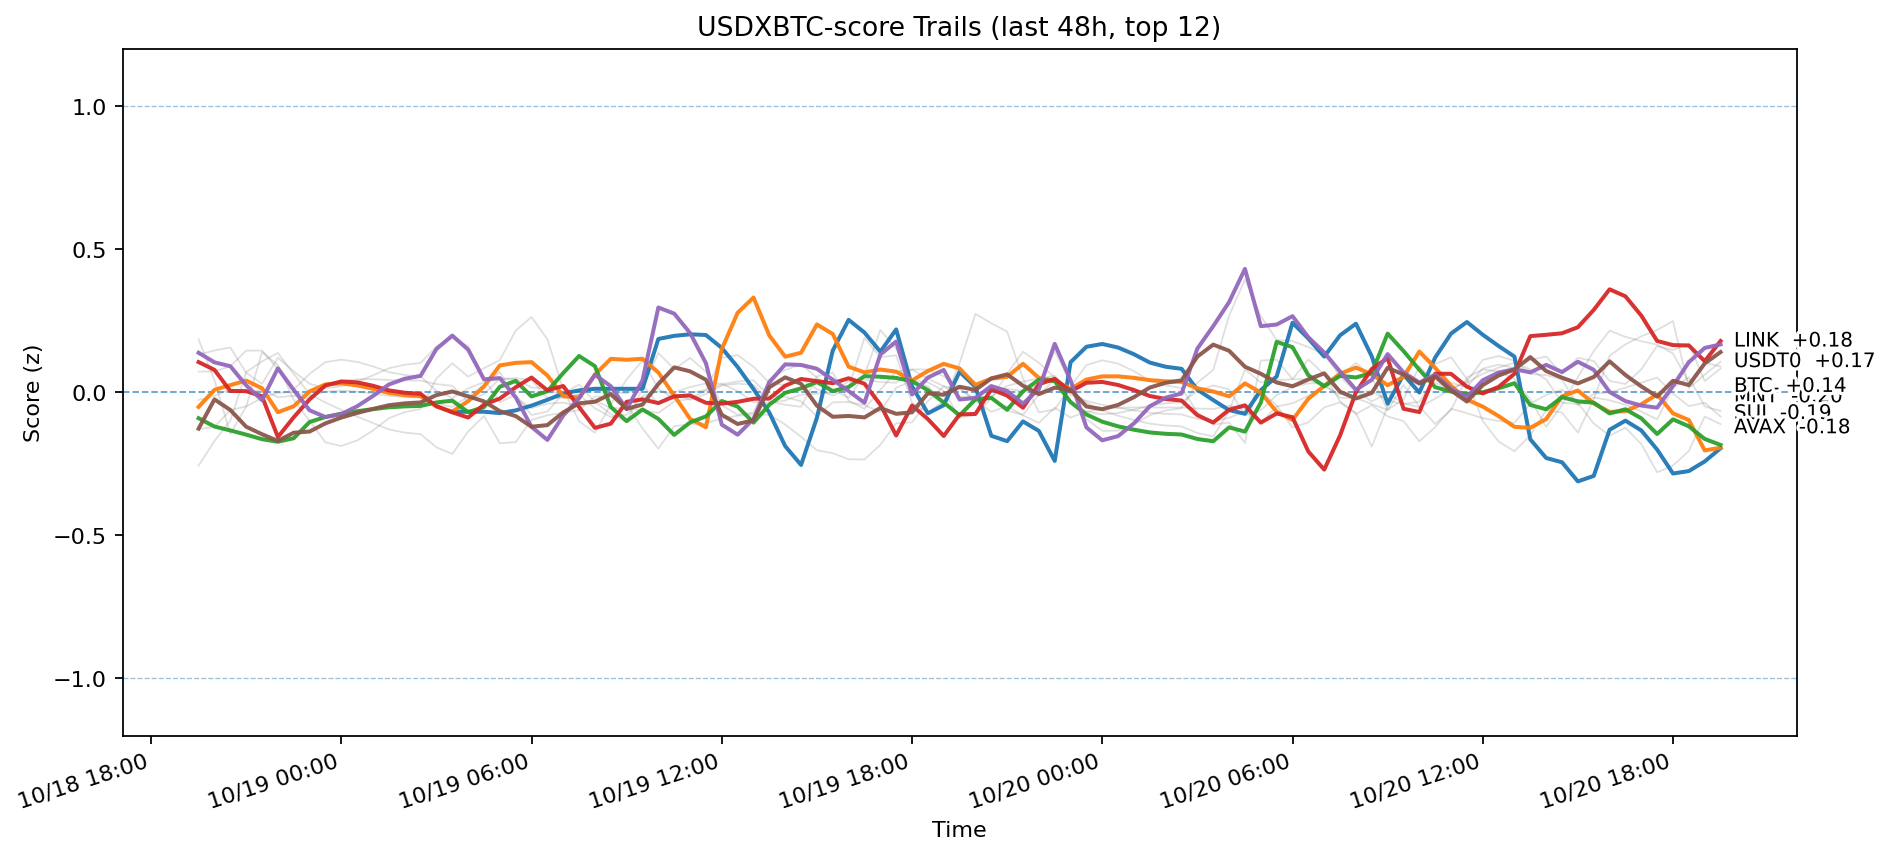 USDXBTC-score Trails (last 48h, top 12)
Score (z)
1.0
0.5
0.0
−0.5
−1.0
LINK +0.18
USDT0 +0.17
BTC +0.14
MNT -0.20
-0.19
AVAX -0.18
10/18 18:00
10/19 00:00
10/19 06:00
10/19 12:00
10/19 18:00
10/20 00:00
10/20 06:00
10/20 12:00
10/20 18:00
Time